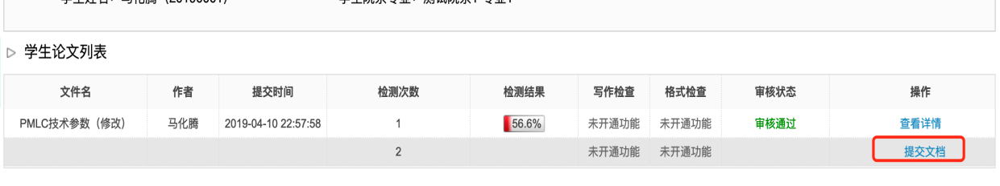 学生论文列表
文件名 作者 提交时间 检测次数 检测结果 写作检查 格式检查 审核状态 操作
PMLC技术参数（修改） 马化腾 2019-04-10 22:57:58 1 56.6% 未开通功能 未开通功能 审核通过 查看详情
2 未开通功能 未开通功能 提交文档